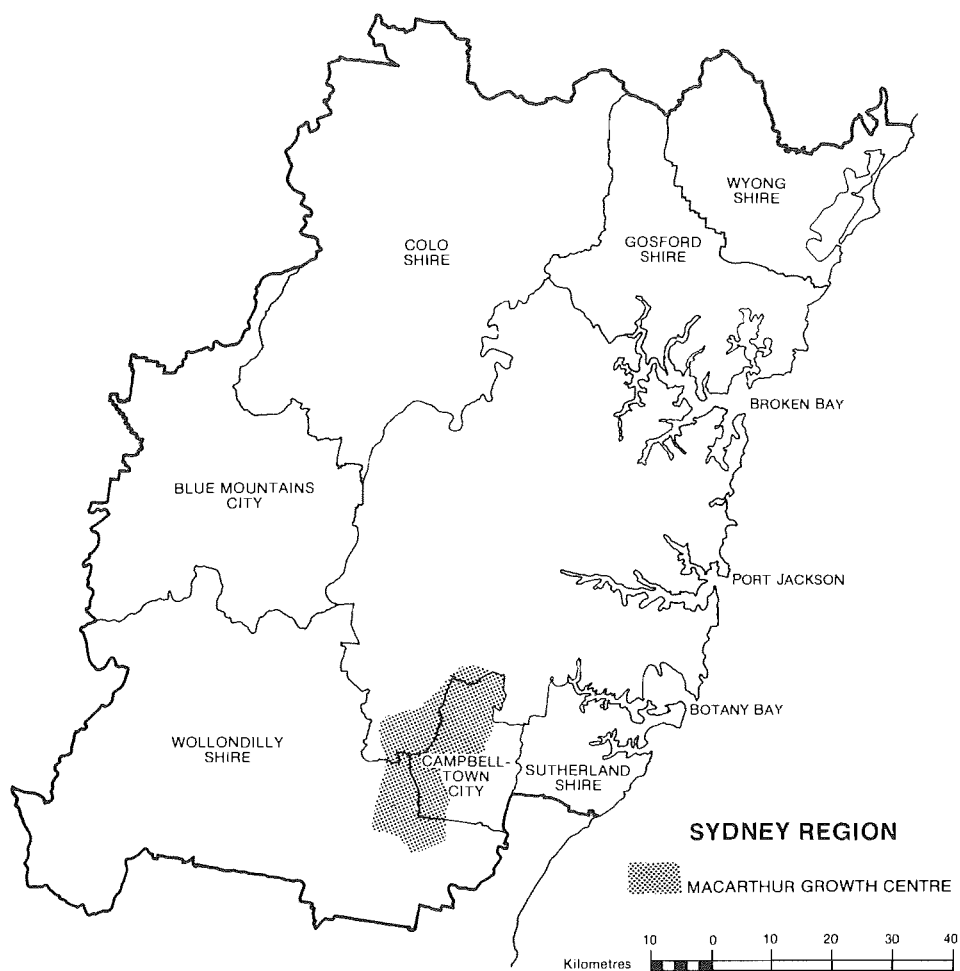 WYONG
SHIRE
COLO
SHIRE
GOSFORD
SHIRE
BROKEN BAY
BLUE MOUNTAINS
CITY
PORT JACKSON
BOTANY BAY
WOLLONDILLY
SHIRE
CAMPBELL-
TOWN
CITY
SUTHERLAND
SHIRE
SYDNEY REGION
MACARTHUR GROWTH CENTRE
Kilometres 10 0 10 20 30 40